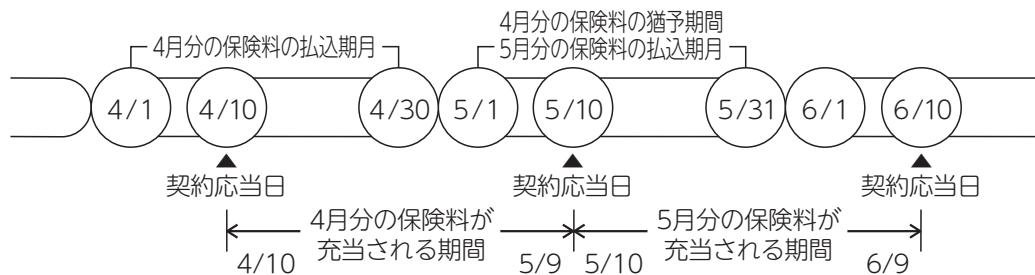 4月分の保険料の猶予期間
4月分の保険料の払込期月
5月分の保険料の払込期月
4/1
4/10
4/30
5/1
5/10
5/31
6/1
6/10
契約応当日
契約応当日
契約応当日
4月分の保険料が
充当される期間
5月分の保険料が
充当される期間
4/10
5/9
5/10
6/9